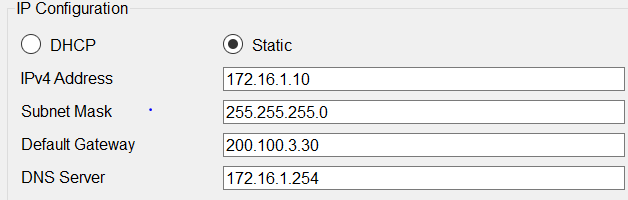 IP Configuration
DHCP Static
IPv4 Address 172.16.1.10
Subnet Mask 255.255.255.0
Default Gateway 200.100.3.30
DNS Server 172.16.1.254